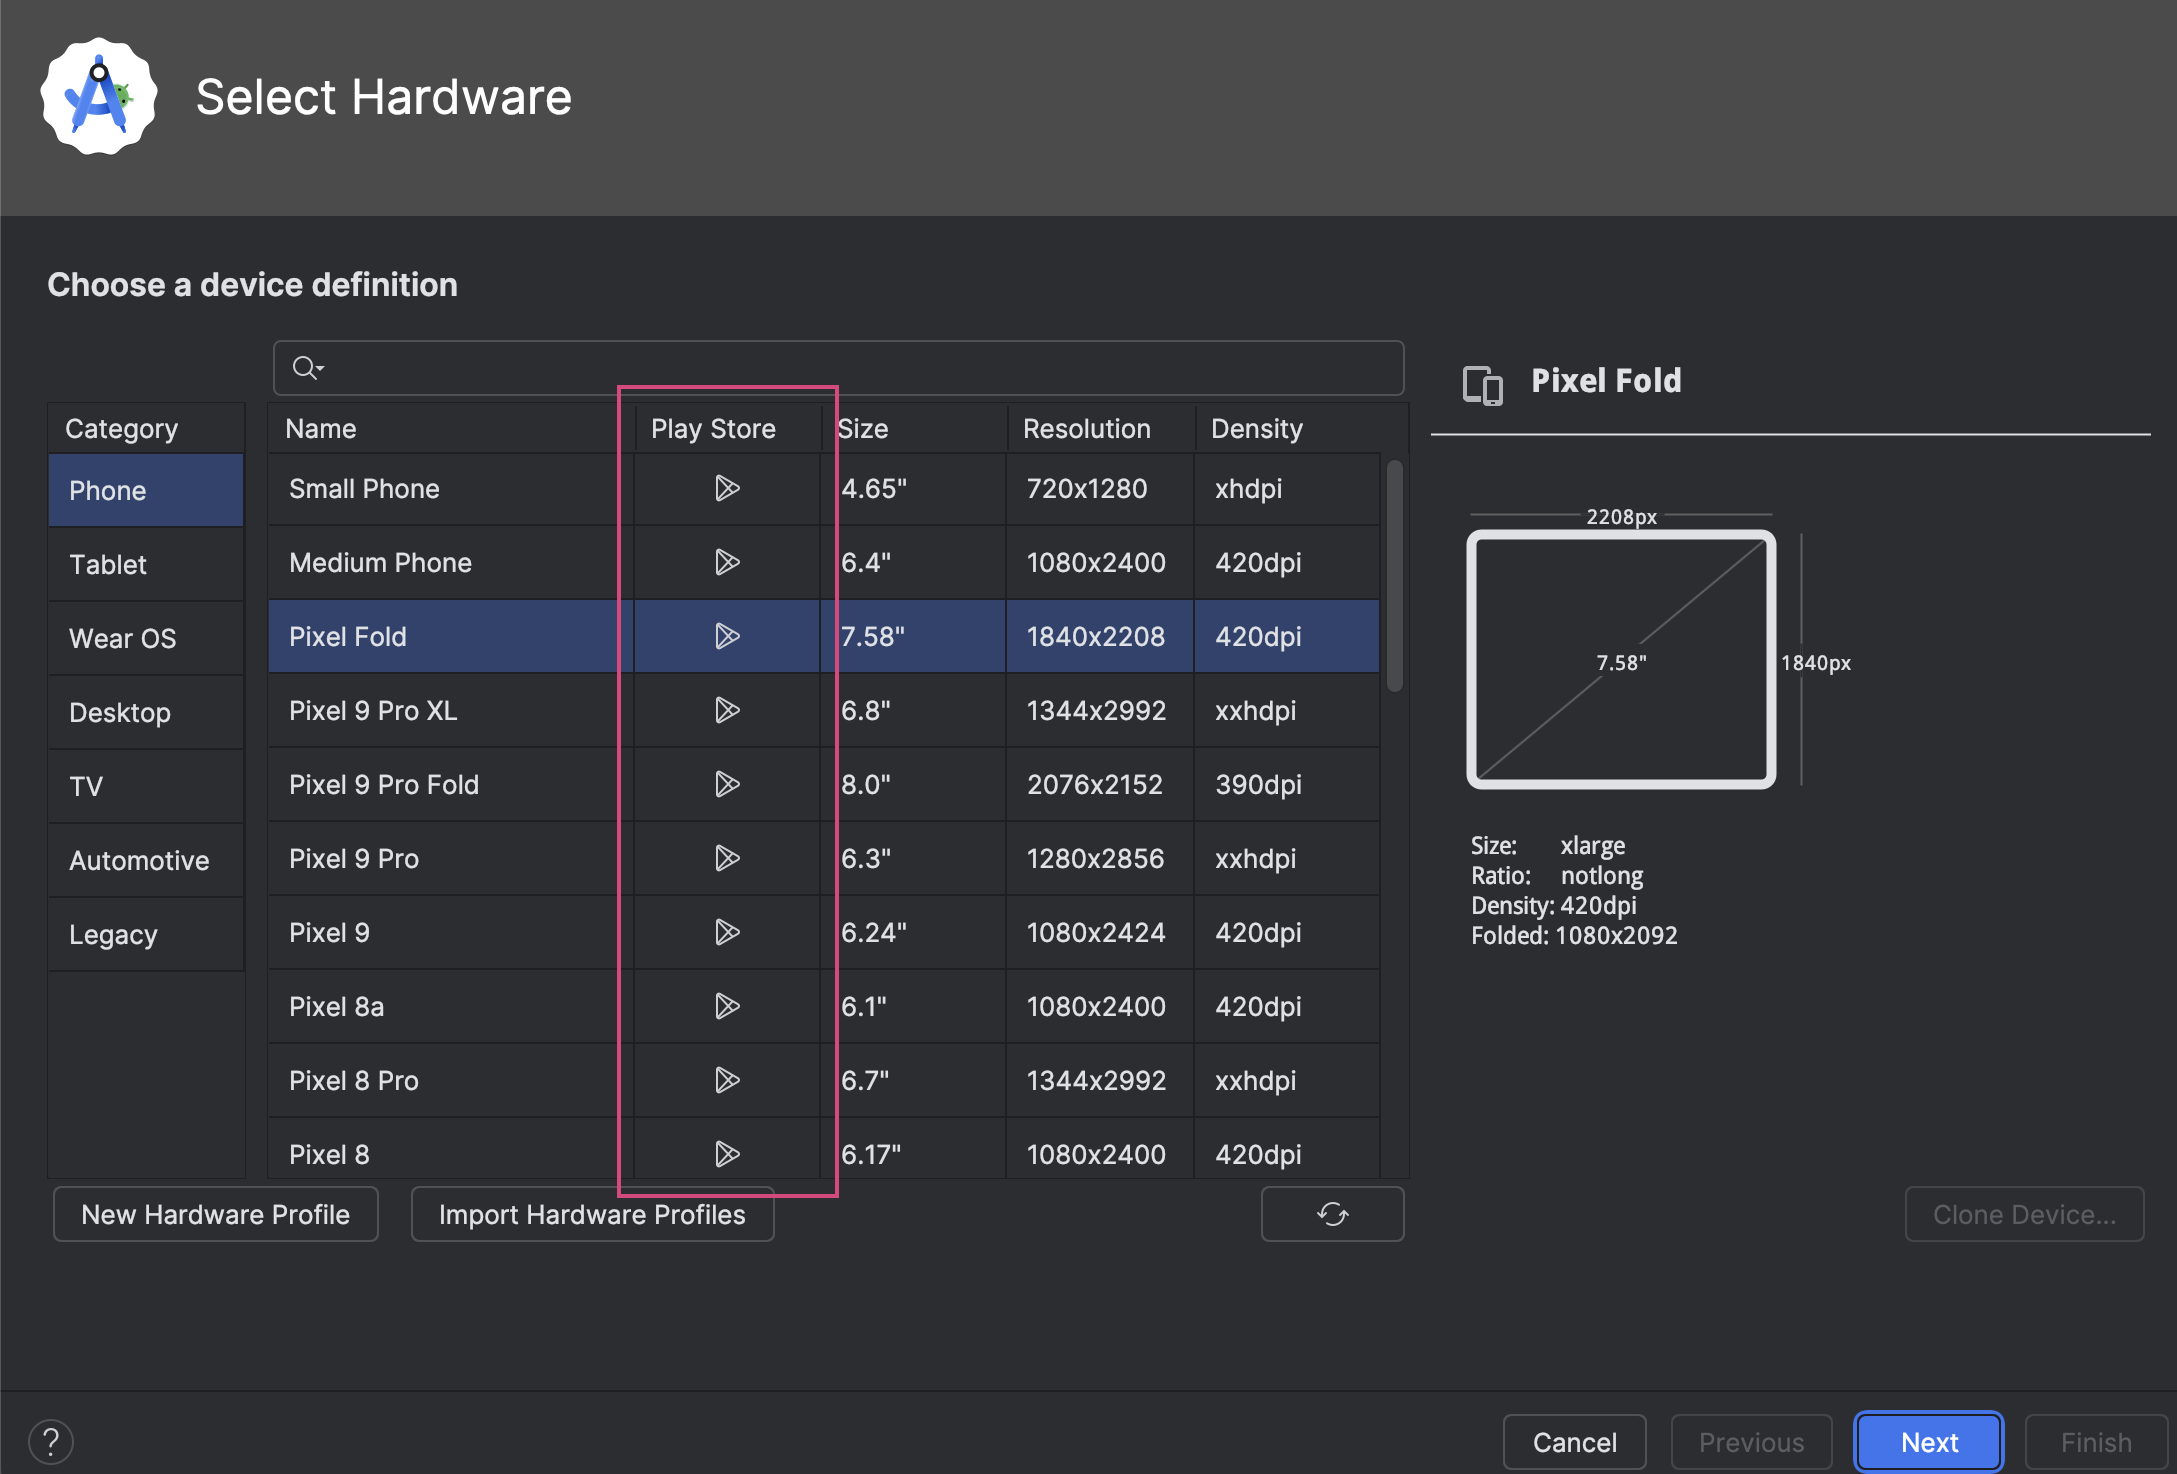 Select Hardware
Choose a device definition
Category
Phone
Tablet
Wear OS
Desktop
TV
Automotive
Legacy
Name Play Store Size Resolution Density
Small Phone 4.65" 720x1280 xhdpi
Medium Phone 6.4" 1080x2400 420dpi
Pixel Fold 7.58" 1840x2208 420dpi
Pixel 9 Pro XL 6.8" 1344x2992 xxhdpi
Pixel 9 Pro Fold 8.0" 2076x2152 390dpi
Pixel 9 Pro 6.3" 1280x2856 xxhdpi
Pixel 9 6.24" 1080x2424 420dpi
Pixel 8a 6.1" 1080x2400 420dpi
Pixel 8 Pro 6.7" 1344x2992 xxhdpi
Pixel 8 6.17" 1080x2400 420dpi
Pixel Fold
2208px
7.58"
1840px
Size: xlarge
Ratio: notlong
Density: 420dpi
Folded: 1080x2092
New Hardware Profile Import Hardware Profiles Clone Device...
? Cancel Previous Next Finish